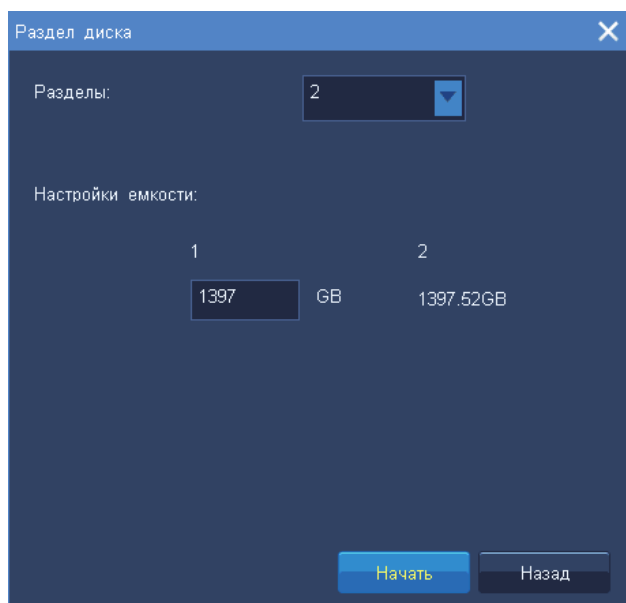 Раздел диска
Разделы: 2
Настройки емкости:
1 2
1397 GB 1397.52GB
Начать Назад